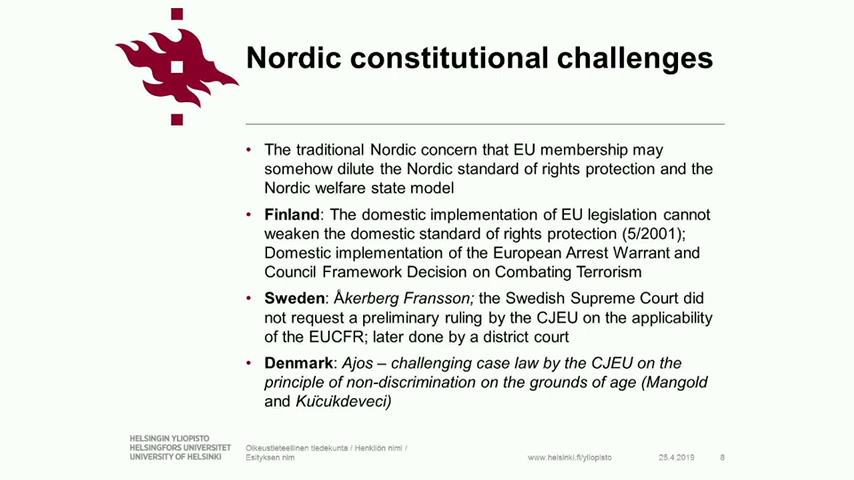 Nordic constitutional challenges
• The traditional Nordic concern that EU membership may
somehow dilute the Nordic standard of rights protection and the
Nordic welfare state model
• Finland: The domestic implementation of EU legislation cannot
weaken the domestic standard of rights protection (5/2001);
Domestic implementation of the European Arrest Warrant and
Council Framework Decision on Combating Terrorism
• Sweden: Åkerberg Fransson; the Swedish Supreme Court did
not request a preliminary ruling by the CJEU on the applicability
of the EUCFR; later done by a district court
• Denmark: Ajos – challenging case law by the CJEU on the
principle of non-discrimination on the grounds of age (Mangold
and Kücükdeveci)
HELSINGIN YLIOPISTO
HELSINGFORS UNIVERSITET
UNIVERSITY OF HELSINKI
Oikeustieteellinen tiedekunta / Henkilön nimi /
Esityksen nim
www.helsinki.fi/yliopisto
25.4.2019
8